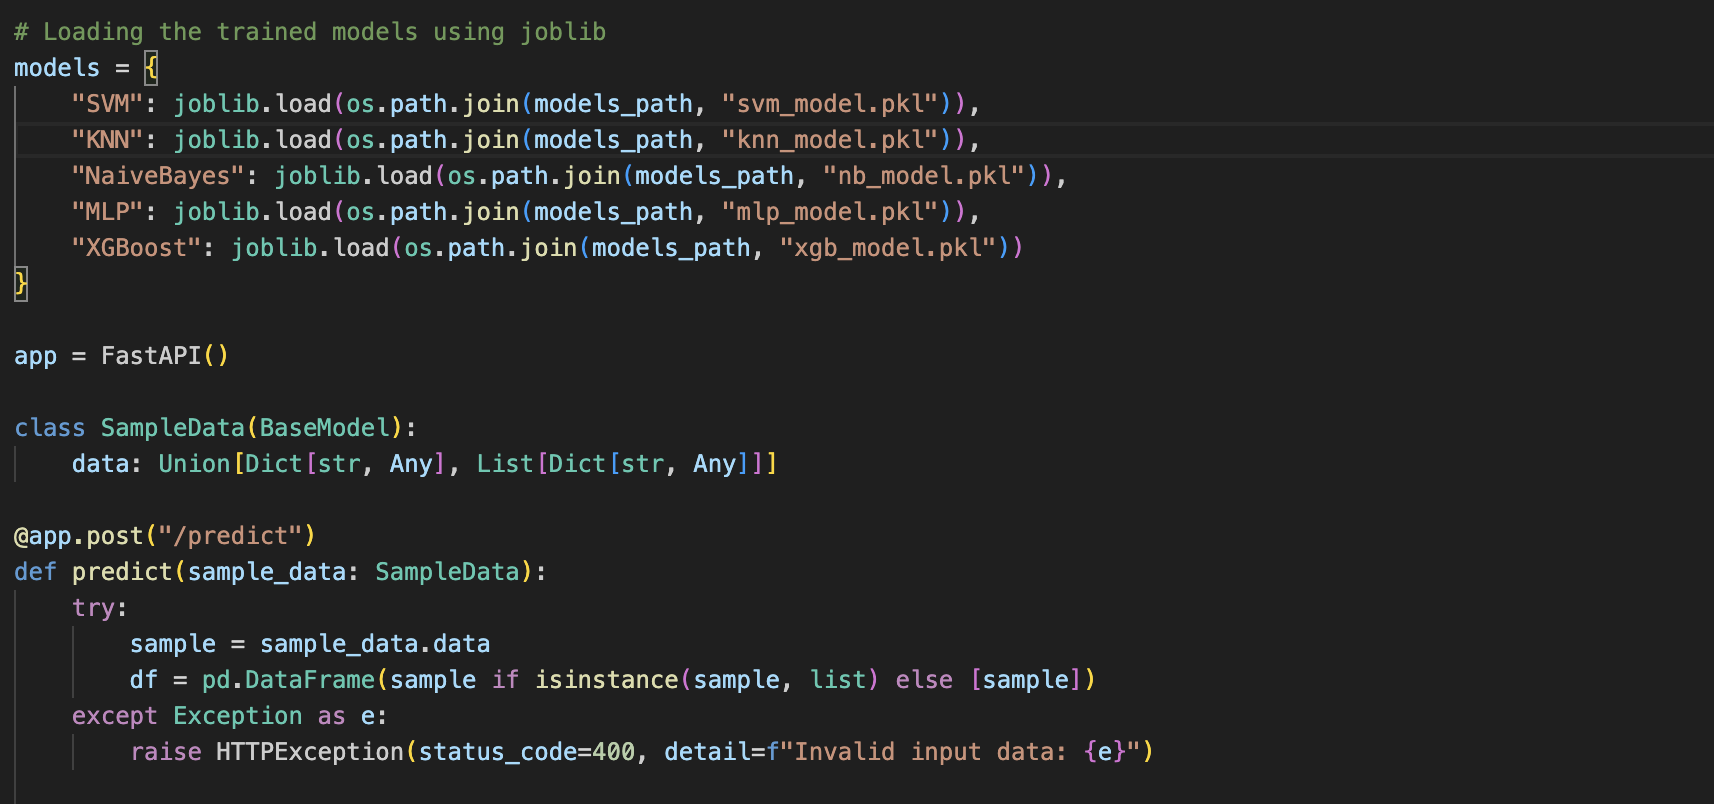 # Loading the trained models using joblib
models = {
    "SVM": joblib.load(os.path.join(models_path, "svm_model.pkl")),
    "KNN": joblib.load(os.path.join(models_path, "knn_model.pkl")),
    "NaiveBayes": joblib.load(os.path.join(models_path, "nb_model.pkl")),
    "MLP": joblib.load(os.path.join(models_path, "mlp_model.pkl")),
    "XGBoost": joblib.load(os.path.join(models_path, "xgb_model.pkl"))
}

app = FastAPI()

class SampleData(BaseModel):
    data: Union[Dict[str, Any], List[Dict[str, Any]]]

@app.post("/predict")
def predict(sample_data: SampleData):
    try:
        sample = sample_data.data
        df = pd.DataFrame(sample if isinstance(sample, list) else [sample])
    except Exception as e:
        raise HTTPException(status_code=400, detail=f"Invalid input data: {e}")